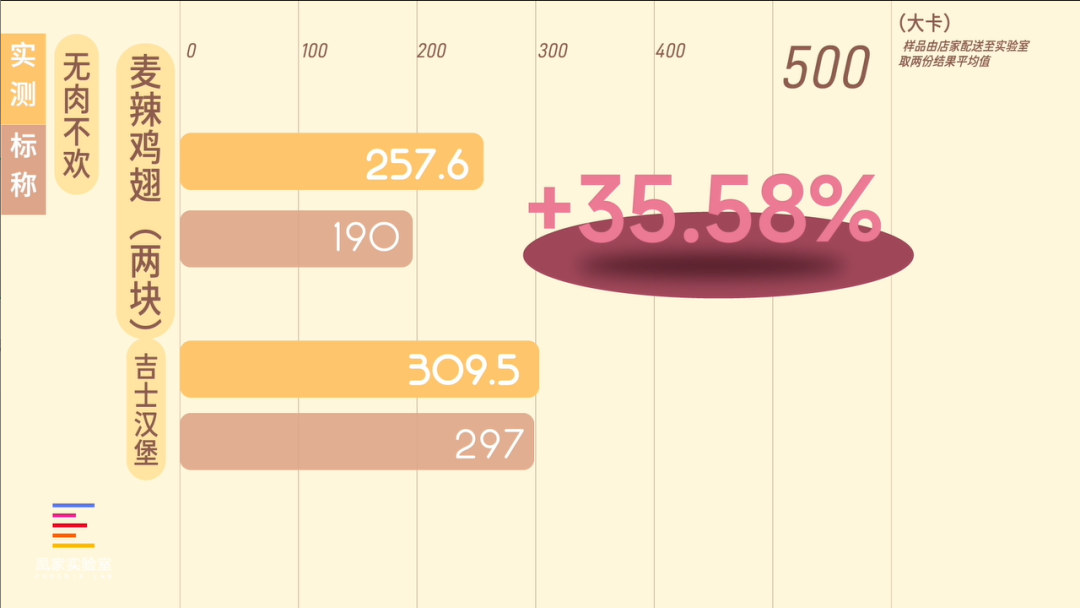 实测
标称
无肉不欢
麦辣鸡翅（两块）
吉士汉堡
0
100
200
300
400
500
（大卡）
样品由店家配送至实验室
取两份结果平均值
257.6
190
+35.58%
309.5
297